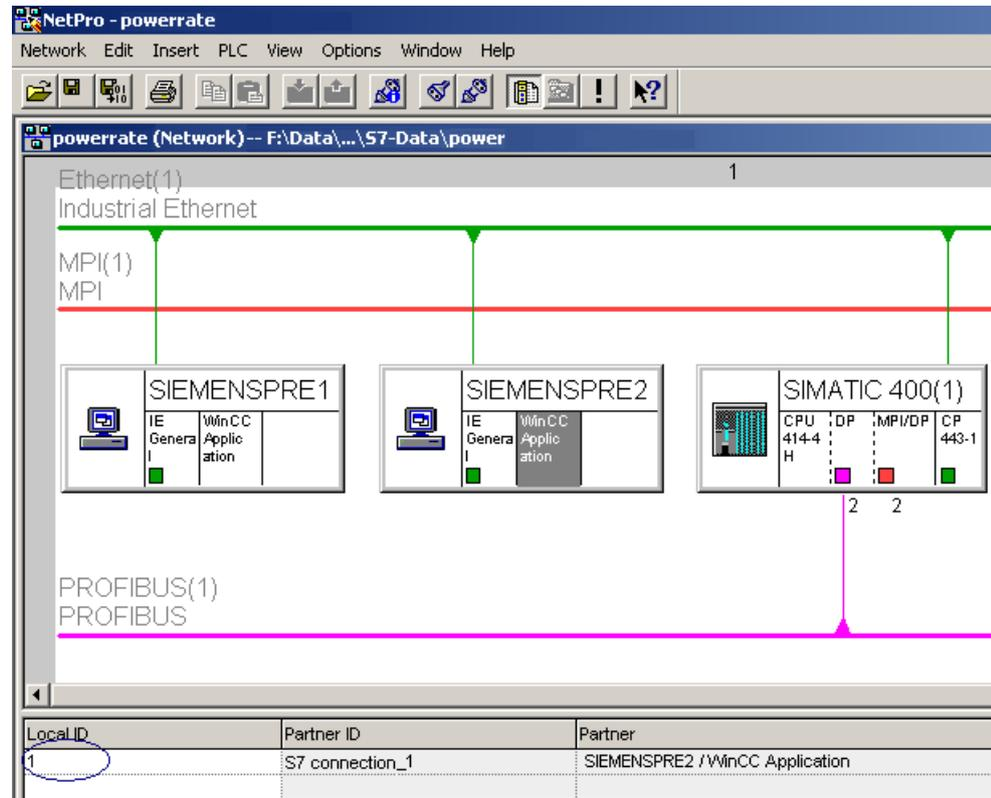 NetPro - powerrate
Network Edit Insert PLC View Options Window Help
powerrate (Network)-- F:\Data\...\S7-Data\power
1
Ethernet(1)
Industrial Ethernet
MPI(1)
MPI
SIEMENSPRE1
IE
Genera
l
WinCC
Applic
ation
SIEMENSPRE2
IE
Genera
l
WinCC
Applic
ation
SIMATIC 400(1)
CPU
414-4
H
DP
MPI/DP
CP
443-1
2 2
PROFIBUS(1)
PROFIBUS
Local ID Partner ID Partner
1 S7 connection_1 SIEMENSPRE2 / WinCC Application